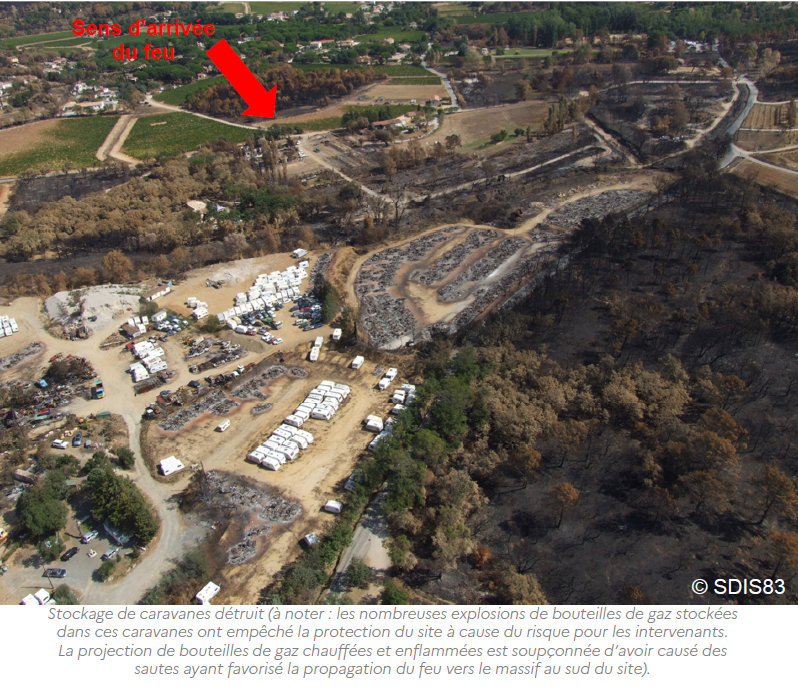 Sens d'arrivée
du feu
© SDIS83
Stockage de caravanes détruit (à noter : les nombreuses explosions de bouteilles de gaz stockées
dans ces caravanes ont empêché la protection du site à cause du risque pour les intervenants.
La projection de bouteilles de gaz chauffées et enflammées est soupçonnée d'avoir causé des
sautes ayant favorisé la propagation du feu vers le massif au sud du site).